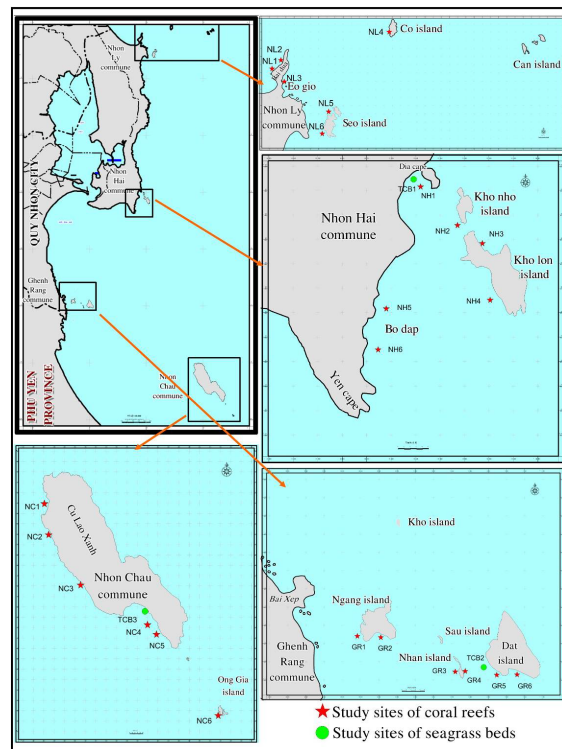 Nhon
Ly
commune
QUY NHON CITY
Nhon
Hai
commune
Ghenh
Rang
commune
PHU YEN
PROVINCE
Nhon
Chau
commune
Co island
NL4
Can island
NL2
NL1
NL3
Eo gio
Nhon Ly
commune
NL5
NL6
Seo island
Dia cape
TCB1
NH1
Nhon Hai
commune
Kho nho
island
NH2
NH3
Kho lon
island
NH4
NH5
Bo dap
NH6
Yen cape
NC1
NC2
Cu Lao Xanh
NC3
Nhon Chau
commune
TCB3
NC4
NC5
Ong Gia
island
NC6
Kho island
Bai Xep
Ngang island
Ghenh
Rang
commune
GR1
GR2
Sau island
Nhan island
TCB2
Dat
island
GR3
GR4
GR5
GR6
Study sites of coral reefs
Study sites of seagrass beds